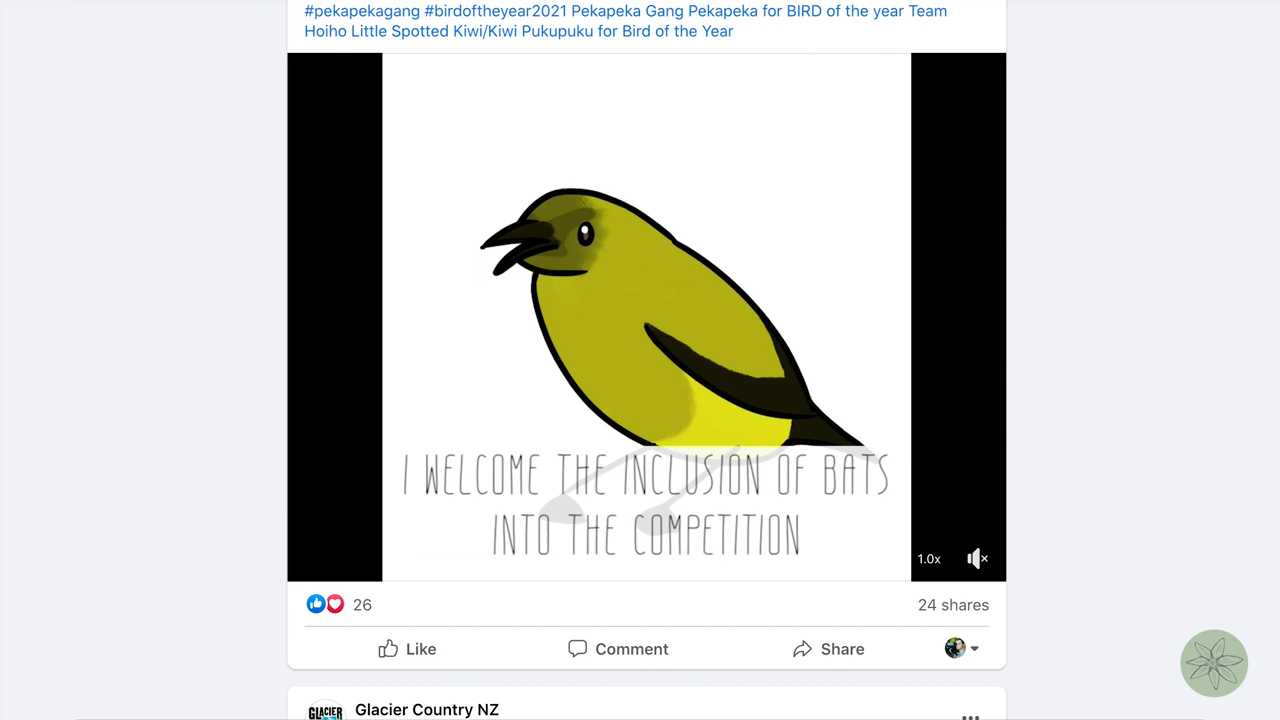 #pekapekagang #birdoftheyear2021 Pekapeka Gang Pekapeka for BIRD of the year Team
Hoiho Little Spotted Kiwi/Kiwi Pukupuku for Bird of the Year
I WELCOME THE INCLUSION OF BATS
INTO THE COMPETITION
1.0x
26
24 shares
Like
Comment
Share
GLACIER
Glacier Country NZ